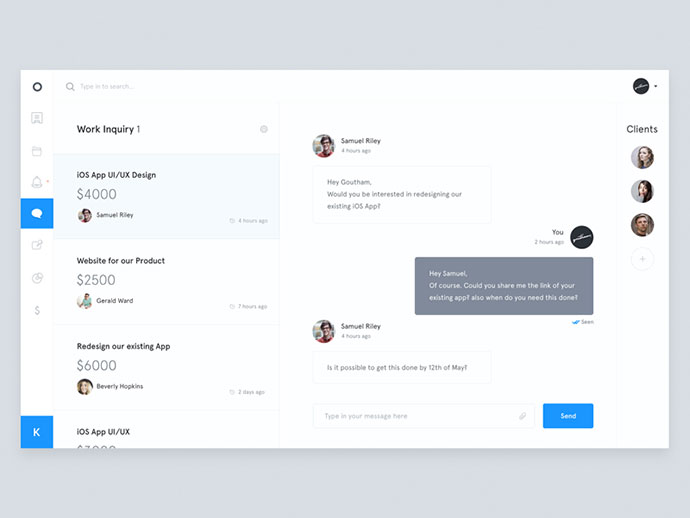 Type in to search...
Work Inquiry 1
iOS App UI/UX Design
$4000
Samuel Riley
4 hours ago
Website for our Product
$2500
Gerald Ward
7 hours ago
Redesign our existing App
$6000
Beverly Hopkins
2 days ago
iOS App UI/UX
$
K
Samuel Riley
4 hours ago
Hey Goutham,
Would you be interested in redesigning our
existing iOS App?
You
2 hours ago
Hey Samuel,
Of course. Could you share me the link of your
existing app? also when do you need this done?
Seen
Samuel Riley
4 hours ago
Is it possible to get this done by 12th of May?
Type in your message here
Send
Clients